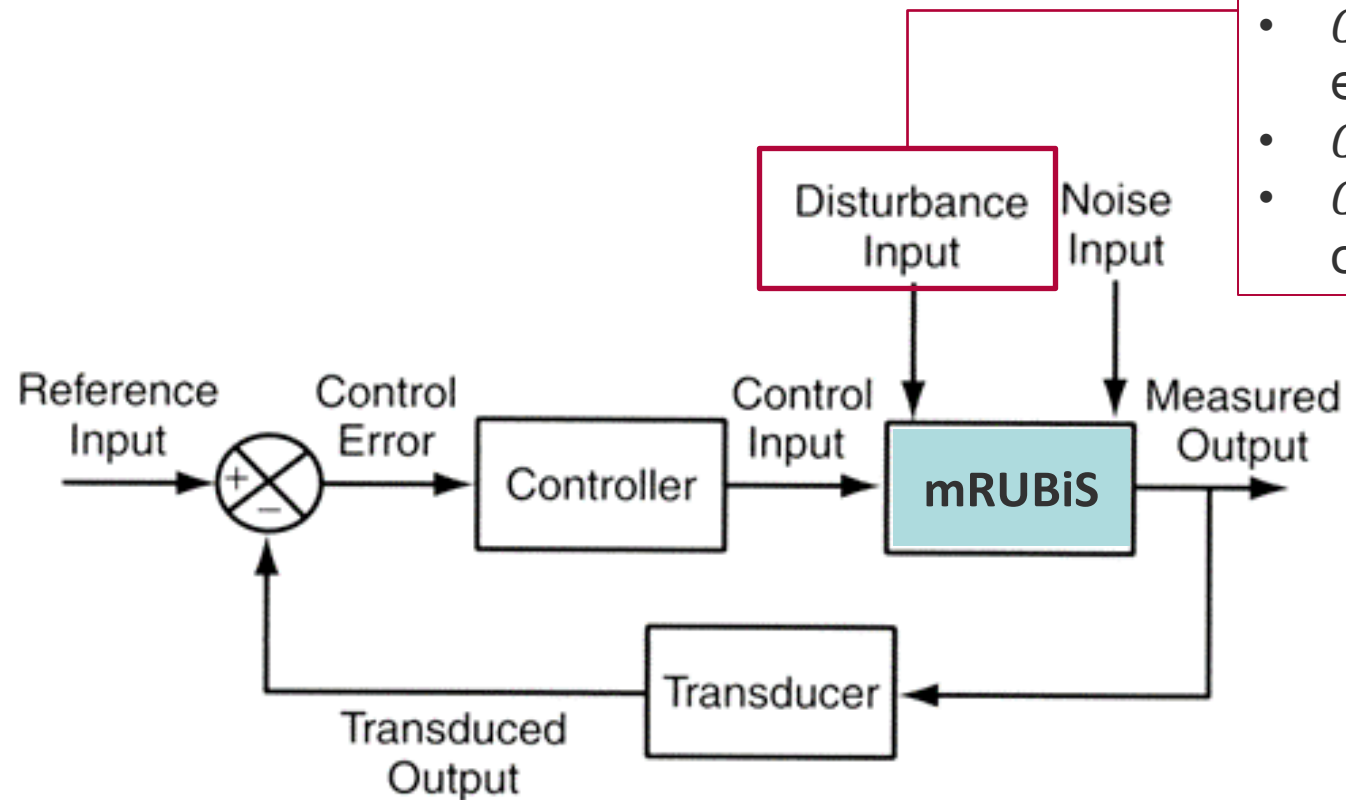 Disturbance
Input
Noise
Input
Reference
Input
+
−
Control
Error
Controller
Control
Input
mRUBiS
Measured
Output
Transducer
Transduced
Output